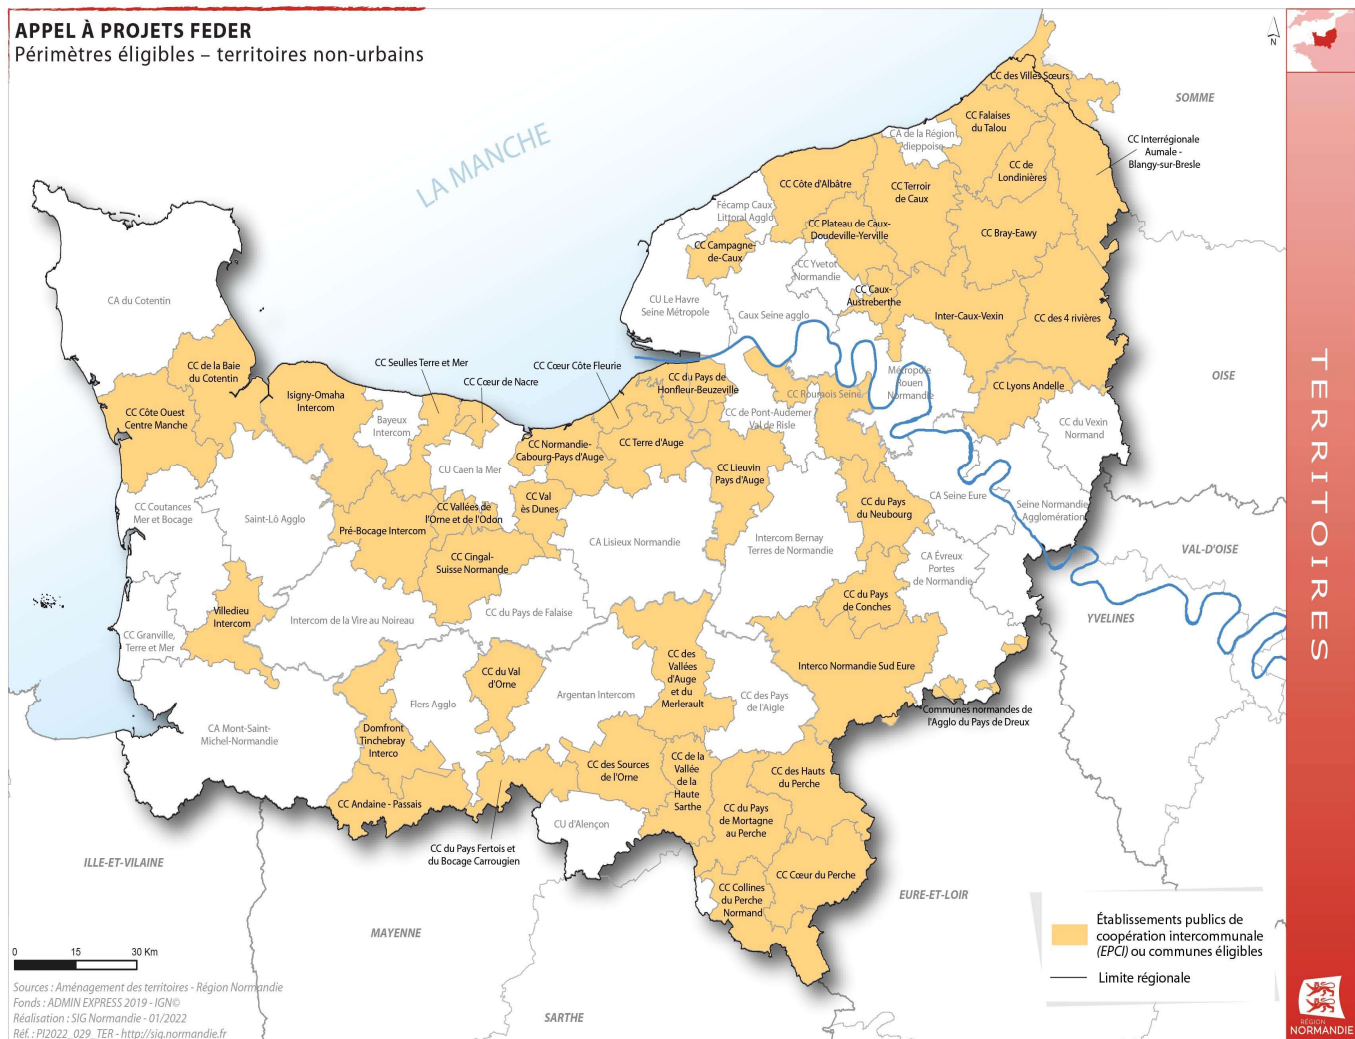 APPEL À PROJETS FEDER
Périmètres éligibles – territoires non-urbains
N
LA MANCHE
SOMME
OISE
VAL-D'OISE
YVELINES
EURE-ET-LOIR
SARTHE
MAYENNE
ILLE-ET-VILAINE
CC des Villes Sœurs
CC Falaises
du Talou
CA de la Région
dieppoise
CC Interrégionale
Aumale -
Blangy-sur-Bresle
CC de
Londinières
CC Côte d'Albâtre
CC Terroir
de Caux
Fécamp Caux
Littoral Agglo
CC Plateau de Caux-
Doudeville-Yerville
CC Bray-Eawy
CC Campagne-
de-Caux
CC Yvetot
Normandie
CC Caux-
Austreberthe
CU Le Havre
Seine Métropole
Caux Seine agglo
Inter-Caux-Vexin
CC des 4 rivières
CA du Cotentin
CC de la Baie
du Cotentin
CC Seulles Terre et Mer
CC Cœur de Nacre
CC Cœur Côte Fleurie
CC du Pays de
Honfleur-Beuzeville
Métropole
Rouen
Normandie
CC Lyons Andelle
CC Roumois Seine
Isigny-Omaha
Intercom
CC Côte Ouest
Centre Manche
Bayeux
Intercom
CC de Pont-Audemer
Val de Risle
CC du Vexin
Normand
CC Normandie-
Cabourg-Pays d'Auge
CC Terre d'Auge
CU Caen la Mer
CC Lieuvin
Pays d'Auge
CA Seine Eure
Seine Normandie
Agglomération
CC Coutances
Mer et Bocage
Saint-Lô Agglo
CC Vallées de
l'Orne et de l'Odon
CC Val
ès Dunes
CC du Pays
du Neubourg
Pré-Bocage Intercom
CA Lisieux Normandie
Intercom Bernay
Terres de Normandie
CC Cingal-
Suisse Normande
CA Évreux
Portes
de Normandie
CC du Pays
de Conches
Villedieu
Intercom
Intercom de la Vire au Noireau
CC du Pays de Falaise
CC Granville,
Terre et Mer
CC du Val
d'Orne
CC des
Vallées
d'Auge
et du
Merlerault
Interco Normandie Sud Eure
Argentan Intercom
CC des Pays
de l'Aigle
Flers Agglo
Communes normandes de
l'Agglo du Pays de Dreux
CA Mont-Saint-
Michel-Normandie
Domfront
Tinchebray
Interco
CC des Sources
de l'Orne
CC de la
Vallée
de la
Haute
Sarthe
CC des Hauts
du Perche
CC Andaine - Passais
CC du Pays
de Mortagne
au Perche
CU d'Alençon
CC du Pays Fertois et
du Bocage Carrougien
CC Cœur du Perche
CC Collines
du Perche
Normand
Établissements publics de
coopération intercommunale
(EPCI) ou communes éligibles
Limite régionale
0 15 30 Km
Sources : Aménagement des territoires - Région Normandie
Fonds : ADMIN EXPRESS 2019 - IGN©
Réalisation : SIG Normandie - 01/2022
Réf. : PI2022_029_TER - http://sig.normandie.fr
TERRITOIRES
RÉGION
NORMANDIE